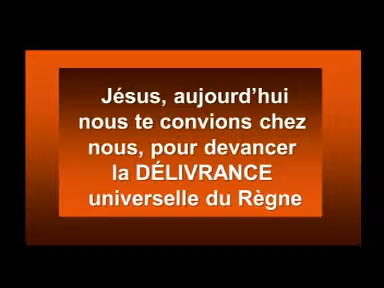 Jésus, aujourd’hui
nous te convions chez
nous, pour devancer
la DÉLIVRANCE
universelle du Règne